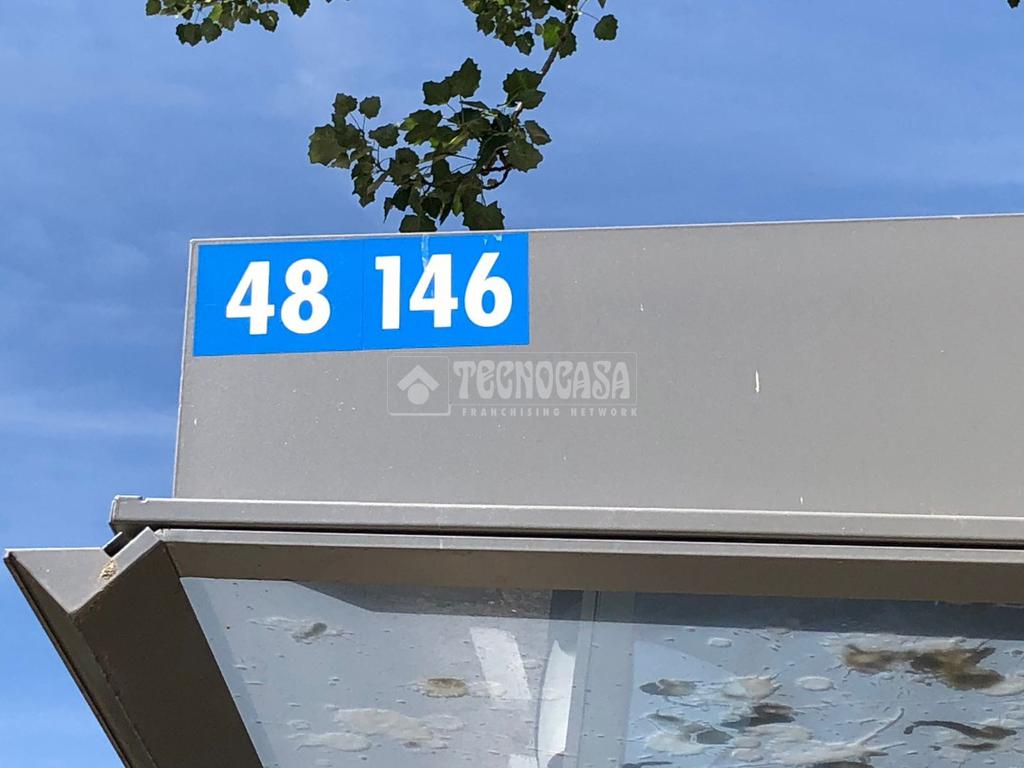 48 146
TECNOCASA
FRANCHISING NETWORK